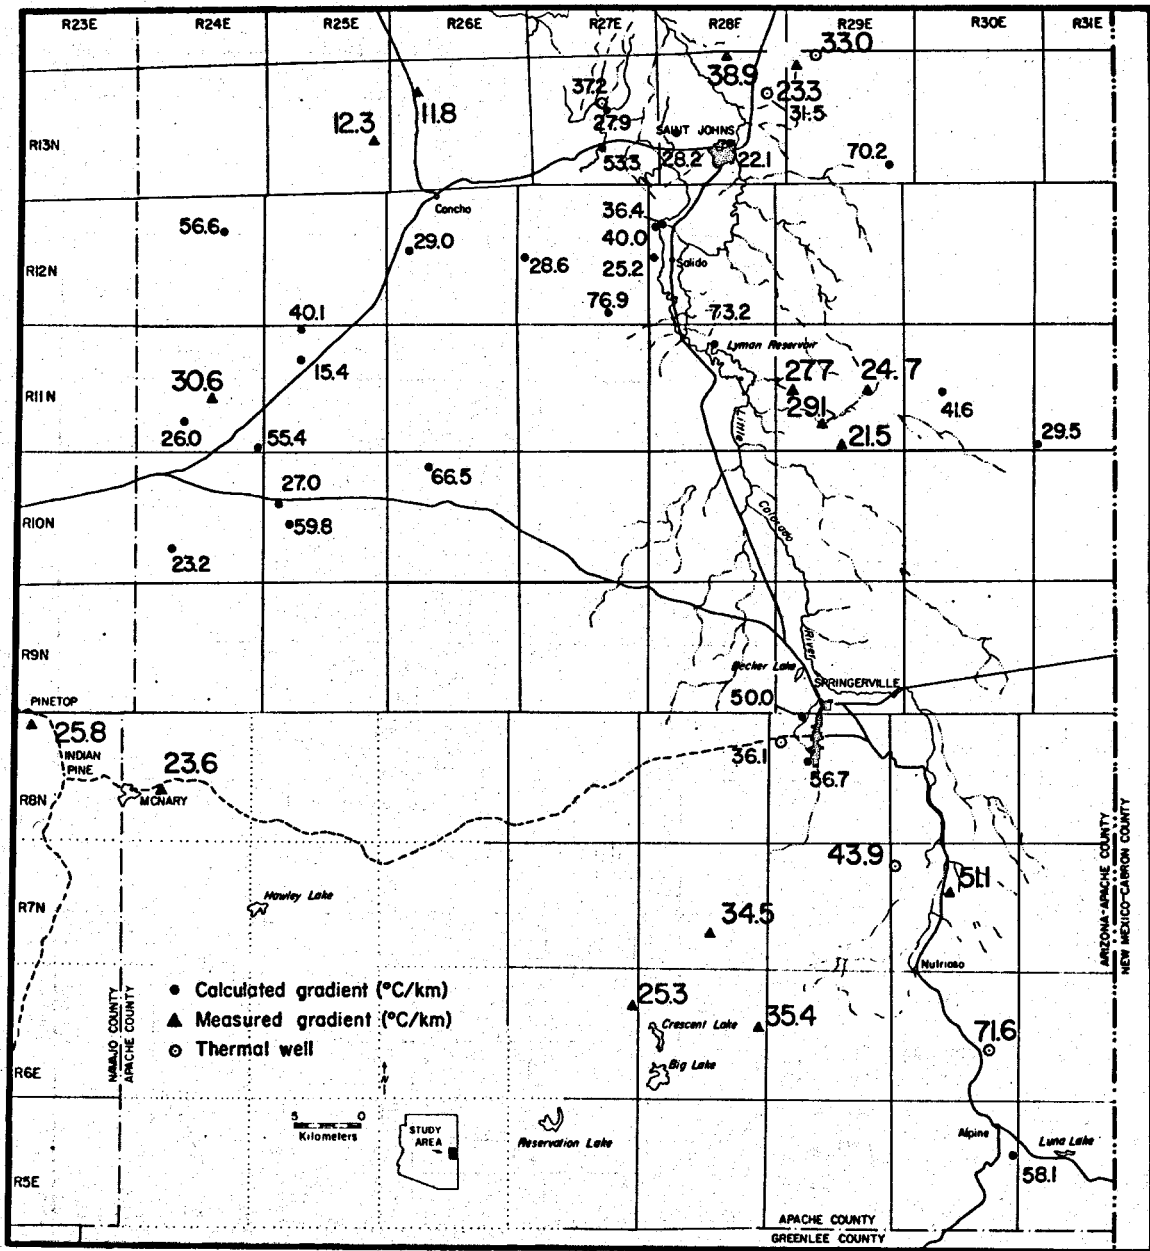 R23E R24E R25E R26E R27E R28E R29E R30E R31E
33.0
38.9
37.2
23.3
11.8
31.5
12.3
27.9
SAINT JOHNS
R13N
53.3 28.2 22.1
70.2
Concho
36.4
56.6
29.0
40.0
28.6
25.2
Salido
R12N
76.9
40.1
73.2
Lyman Reservoir
15.4
30.6
27.7 24.7
R11N
29.1
41.6
Little
26.0
55.4
21.5
29.5
66.5
27.0
Colorado
R10N
59.8
23.2
River
R9N
Becker Lake
SPRINGERVILLE
PINETOP
50.0
25.8
INDIAN
PINE
36.1
23.6
56.7
R8N
MCNARY
ARIZONA-APACHE COUNTY
NEW MEXICO-CABRON COUNTY
43.9
51.1
Hawley Lake
R7N
34.5
Nutrioso
NAVAJO COUNTY
APACHE COUNTY
Calculated gradient (°C/km)
Measured gradient (°C/km)
Thermal well
25.3
Crescent Lake
35.4
71.6
Big Lake
R6E
N
5 0
Kilometers
STUDY
AREA
Reservation Lake
Alpine
Luna Lake
58.1
R5E
APACHE COUNTY
GREENLEE COUNTY